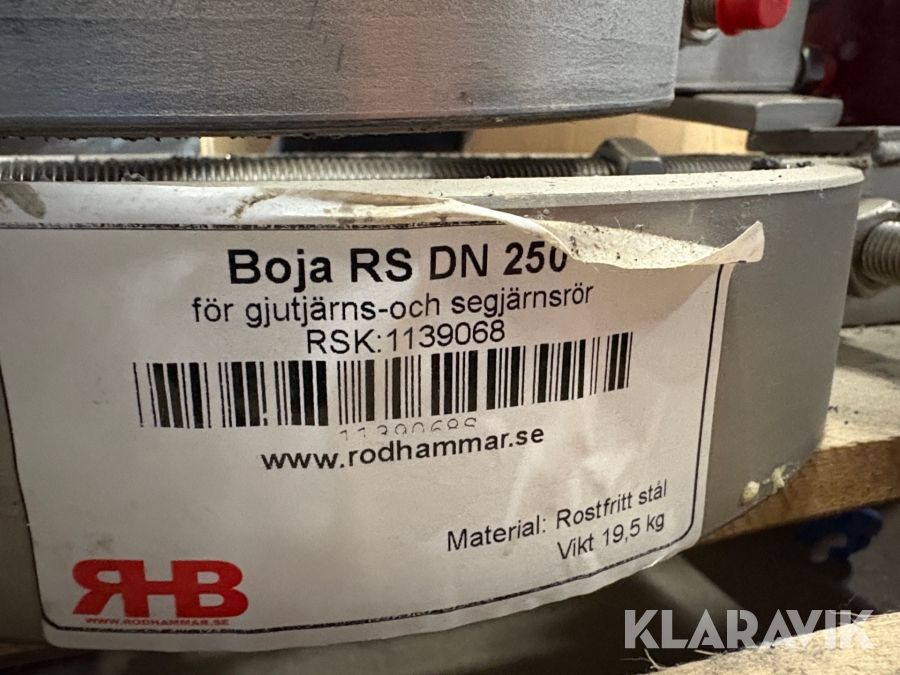 Boja RS DN 250
för gjutjärns-och segjärnsrör
RSK:1139068
1139068S
www.rodhammar.se
Material: Rostfritt stål
Vikt 19,5 kg
RHB
WWW.RODHAMMAR.SE
KLARAVIK